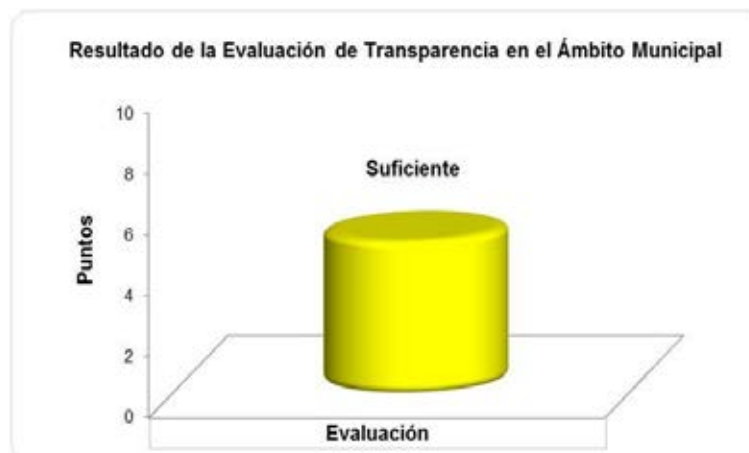 Resultado de la Evaluación de Transparencia en el Ámbito Municipal
10
Suficiente
8
6
Puntos
4
2
0
Evaluación